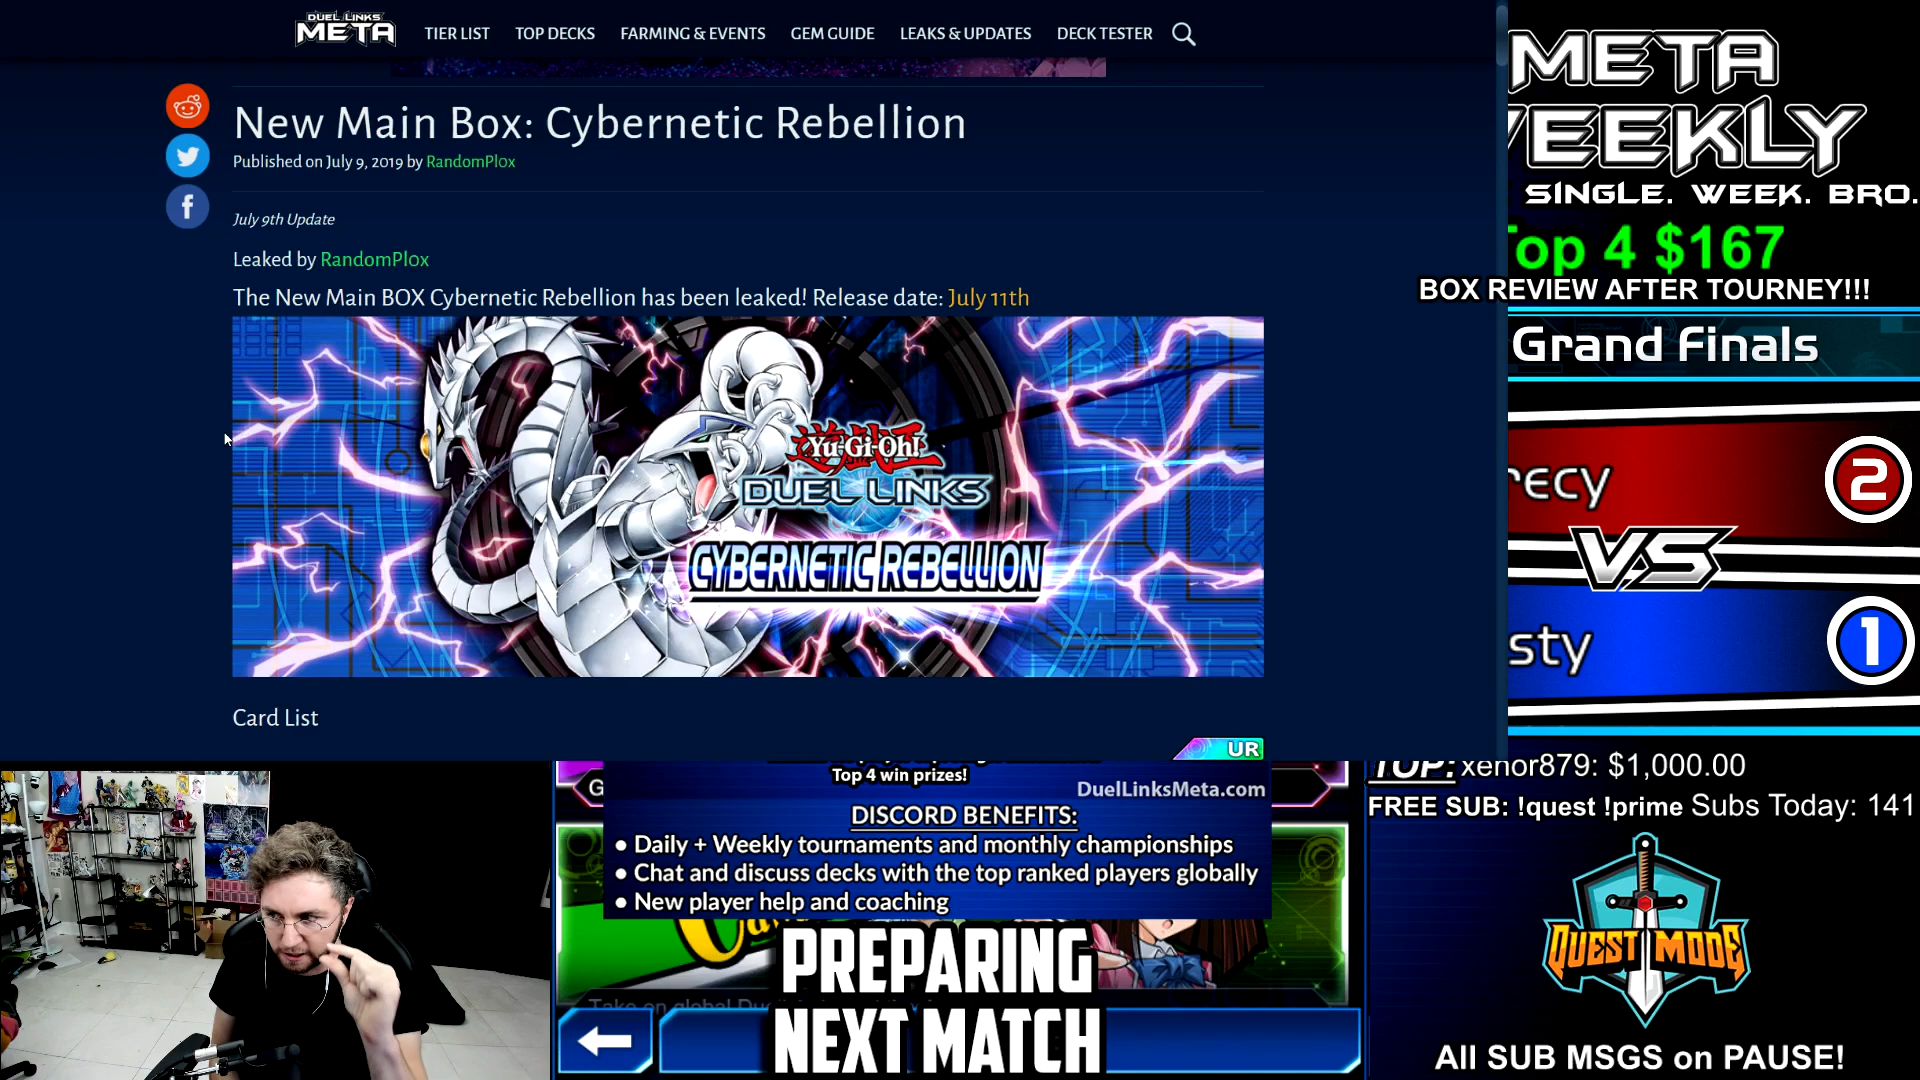 DUEL LINKS
META
TIER LIST
TOP DECKS
FARMING & EVENTS
GEM GUIDE
LEAKS & UPDATES
DECK TESTER
New Main Box: Cybernetic Rebellion
Published on July 9, 2019 by RandomPl0x
July 9th Update
Leaked by RandomPl0x
The New Main BOX Cybernetic Rebellion has been leaked! Release date: July 11th
Yu-Gi-Oh!
DUEL LINKS
CYBERNETIC REBELLION
Card List
UR
META
WEEKLY
SINGLE. WEEK. BRO.
Top 4 $167
BOX REVIEW AFTER TOURNEY!!!
Grand Finals
recy
2
VS
sty
1
TOP: xenor879: $1,000.00
FREE SUB: !quest !prime Subs Today: 141
QUEST MODE
All SUB MSGS on PAUSE!
Top 4 win prizes!
DuelLinksMeta.com
DISCORD BENEFITS:
• Daily + Weekly tournaments and monthly championships
• Chat and discuss decks with the top ranked players globally
• New player help and coaching
PREPARING
NEXT MATCH